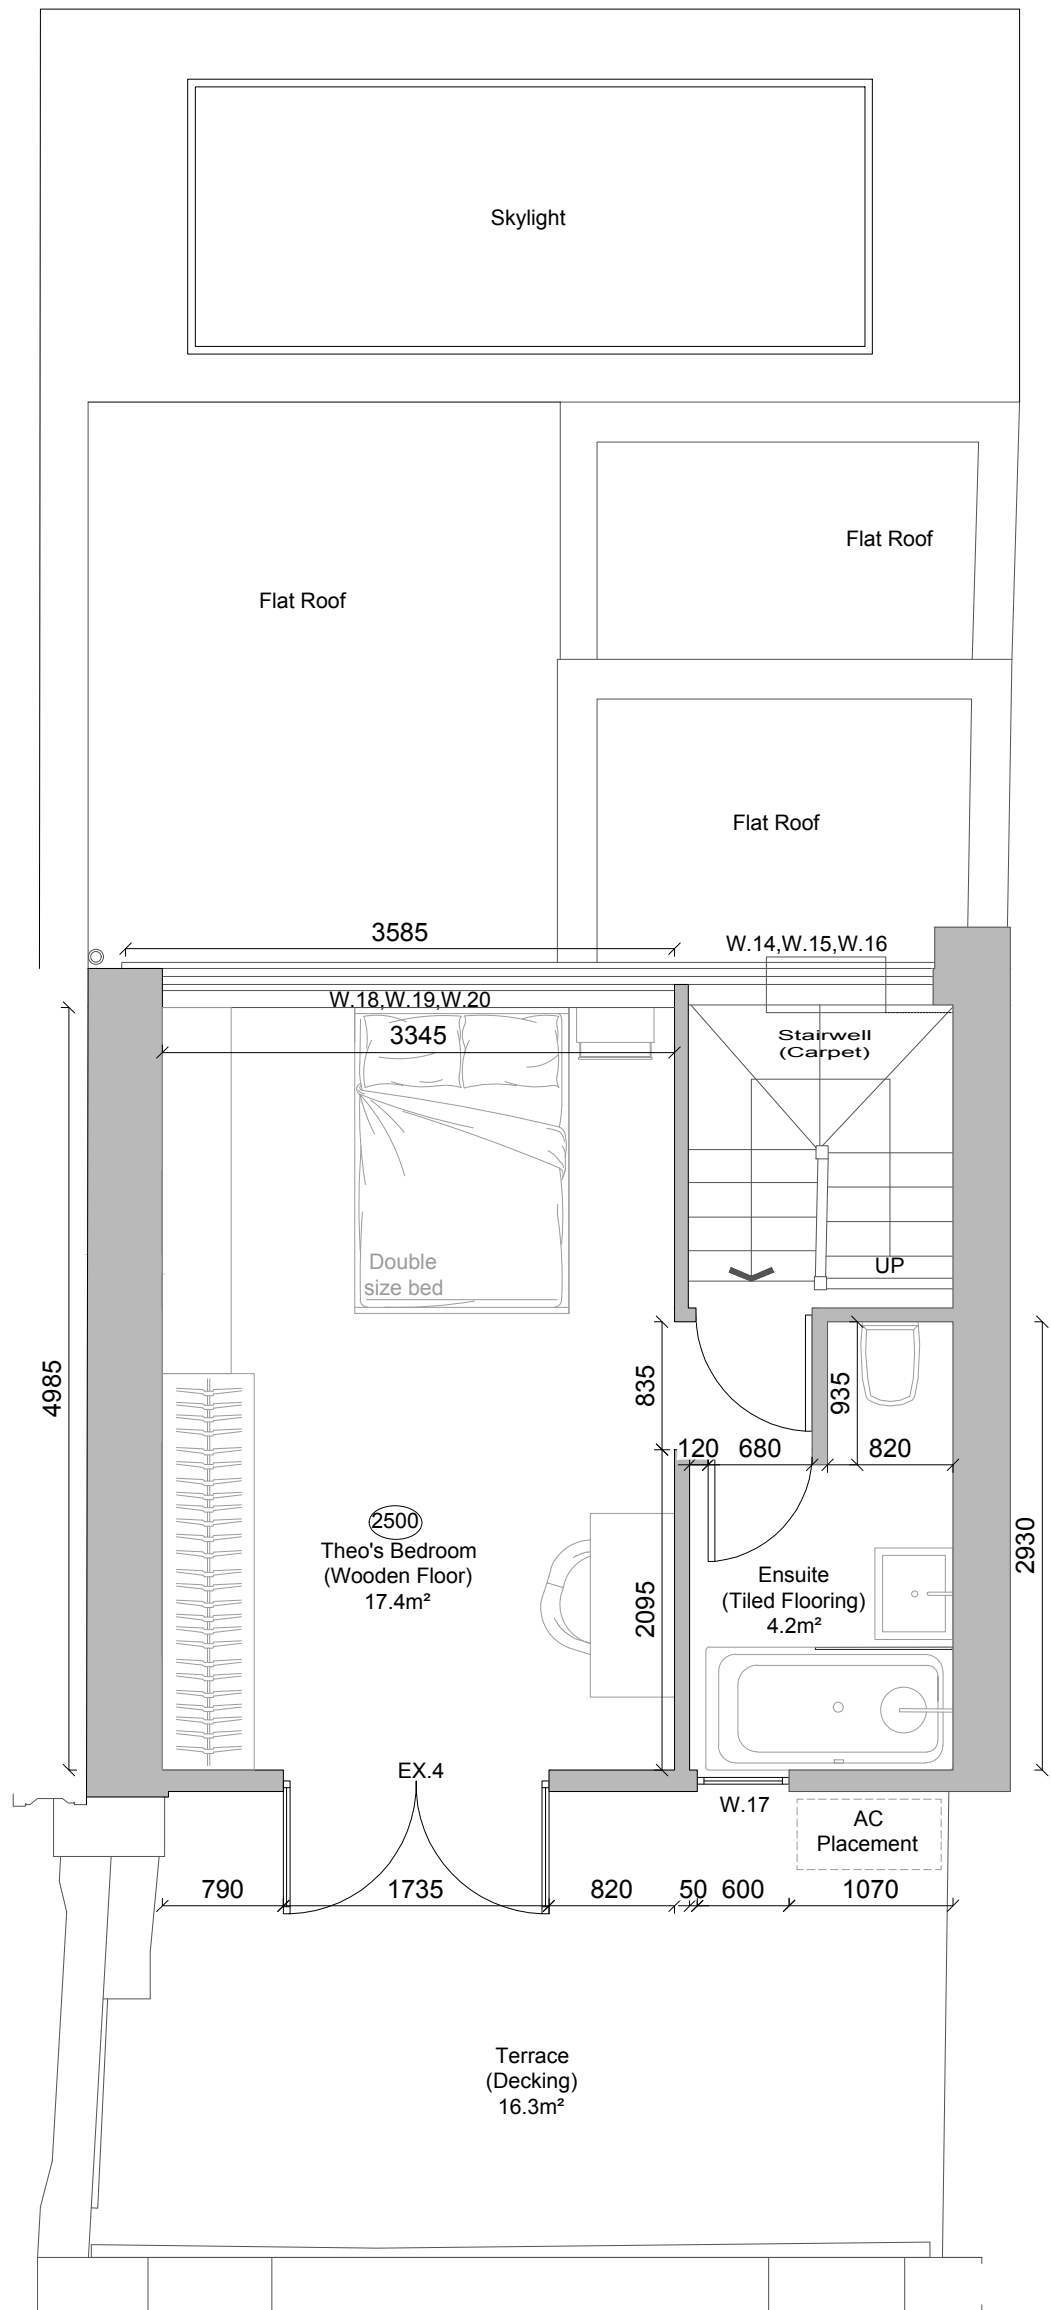 Skylight
Flat Roof
Flat Roof
Flat Roof
3585
W.14,W.15,W.16
W.18,W.19,W.20
3345
Stairwell
(Carpet)
Double
size bed
UP
4985
835
935
120
680
820
2930
2500
Theo's Bedroom
(Wooden Floor)
17.4m²
2095
Ensuite
(Tiled Flooring)
4.2m²
EX.4
W.17
AC
Placement
790
1735
820
50
600
1070
Terrace
(Decking)
16.3m²